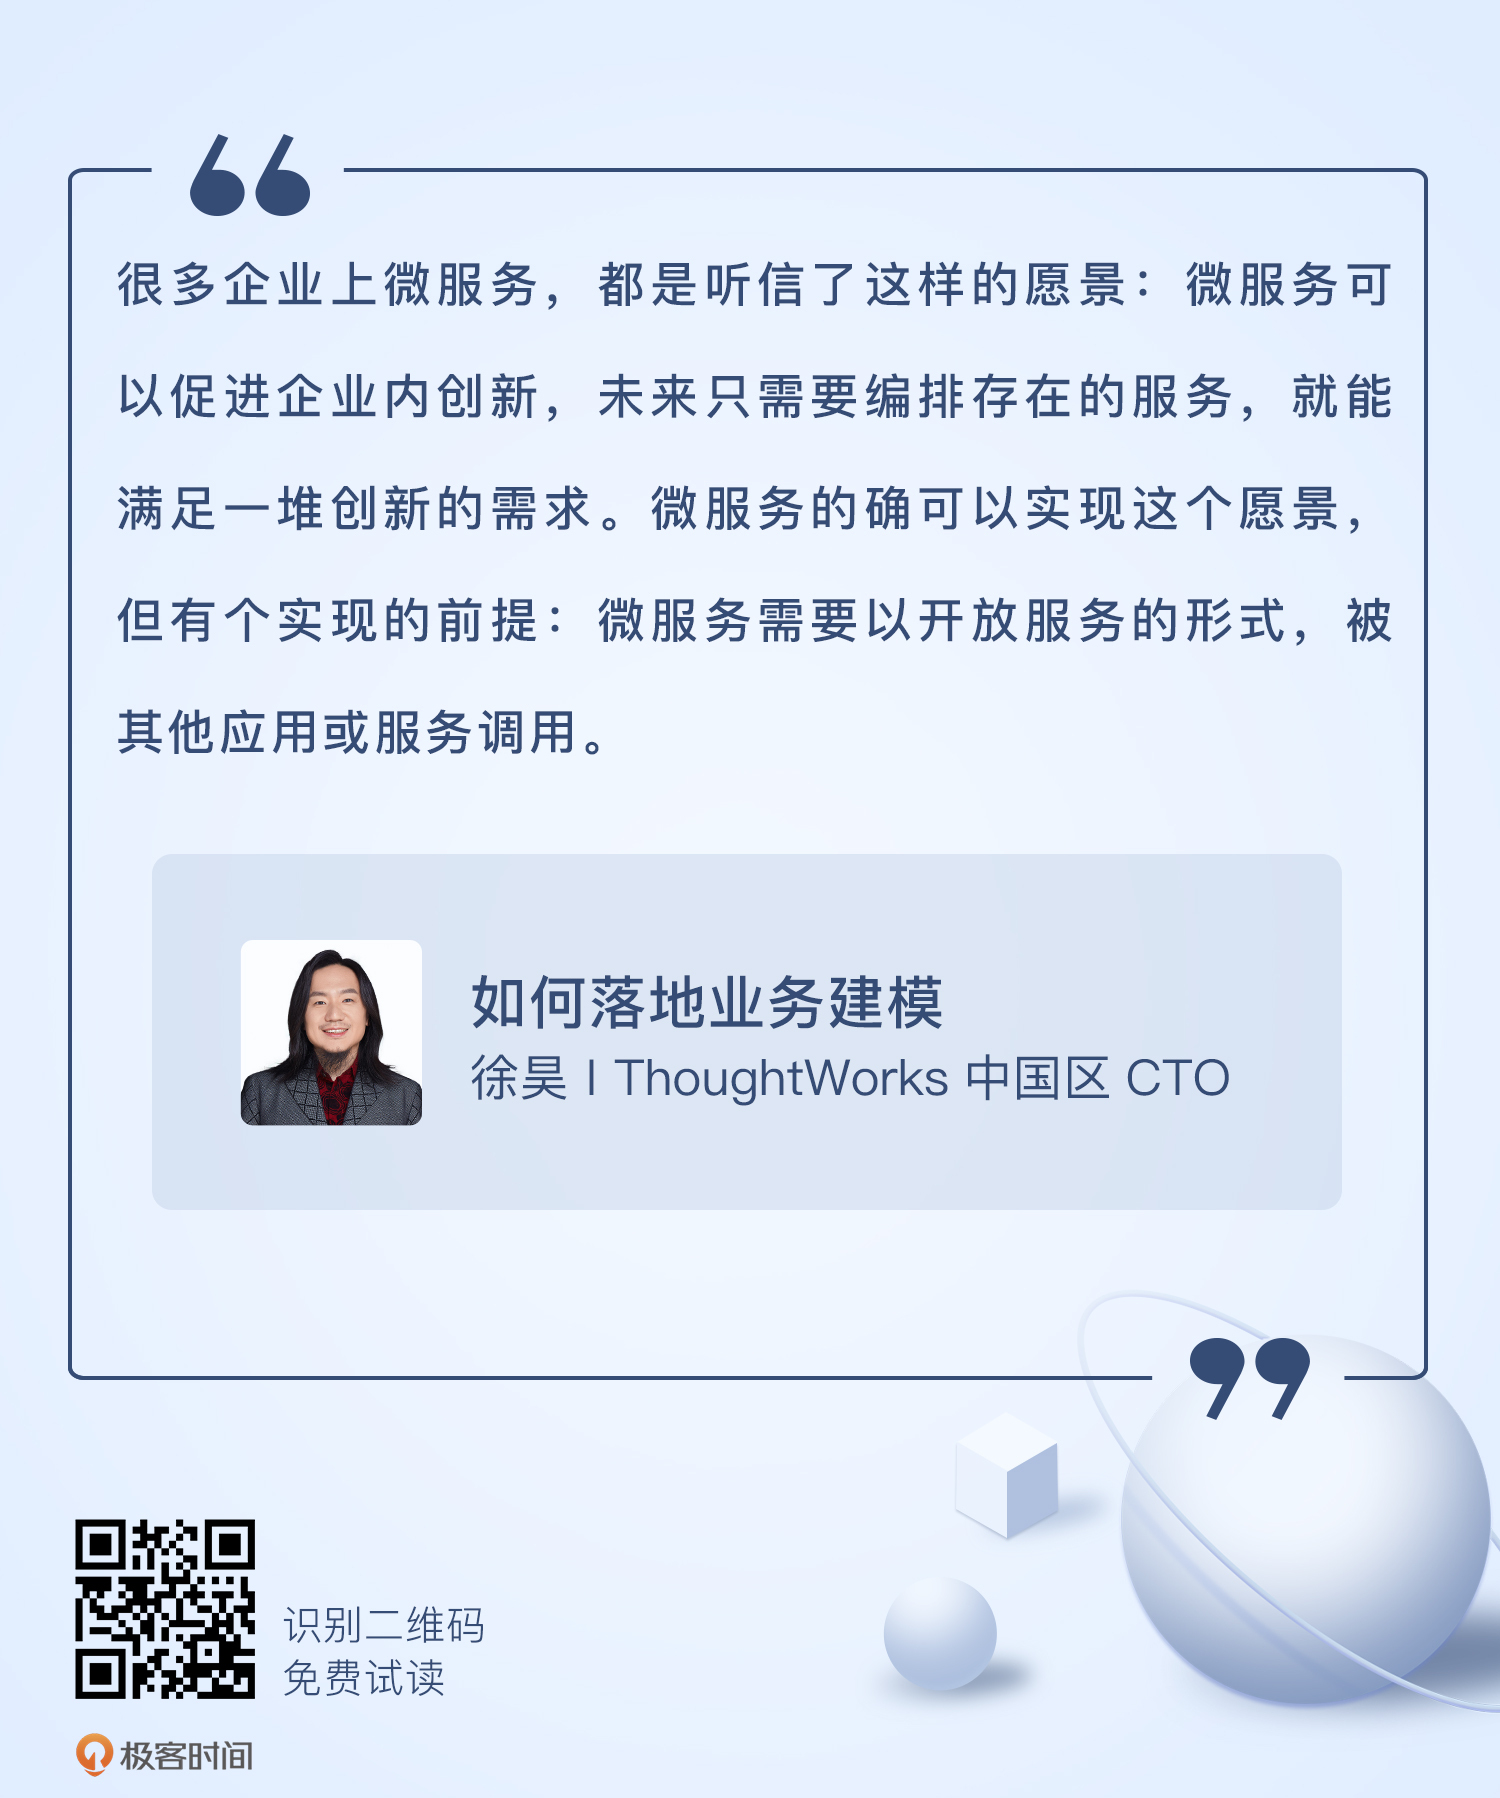 很多企业上微服务，都是听信了这样的愿景：微服务可
以促进企业内创新，未来只需要编排存在的服务，就能
满足一堆创新的需求。微服务的确可以实现这个愿景，
但有个实现的前提：微服务需要以开放服务的形式，被
其他应用或服务调用。
如何落地业务建模
徐昊 | ThoughtWorks 中国区 CTO
识别二维码
免费试读
极客时间